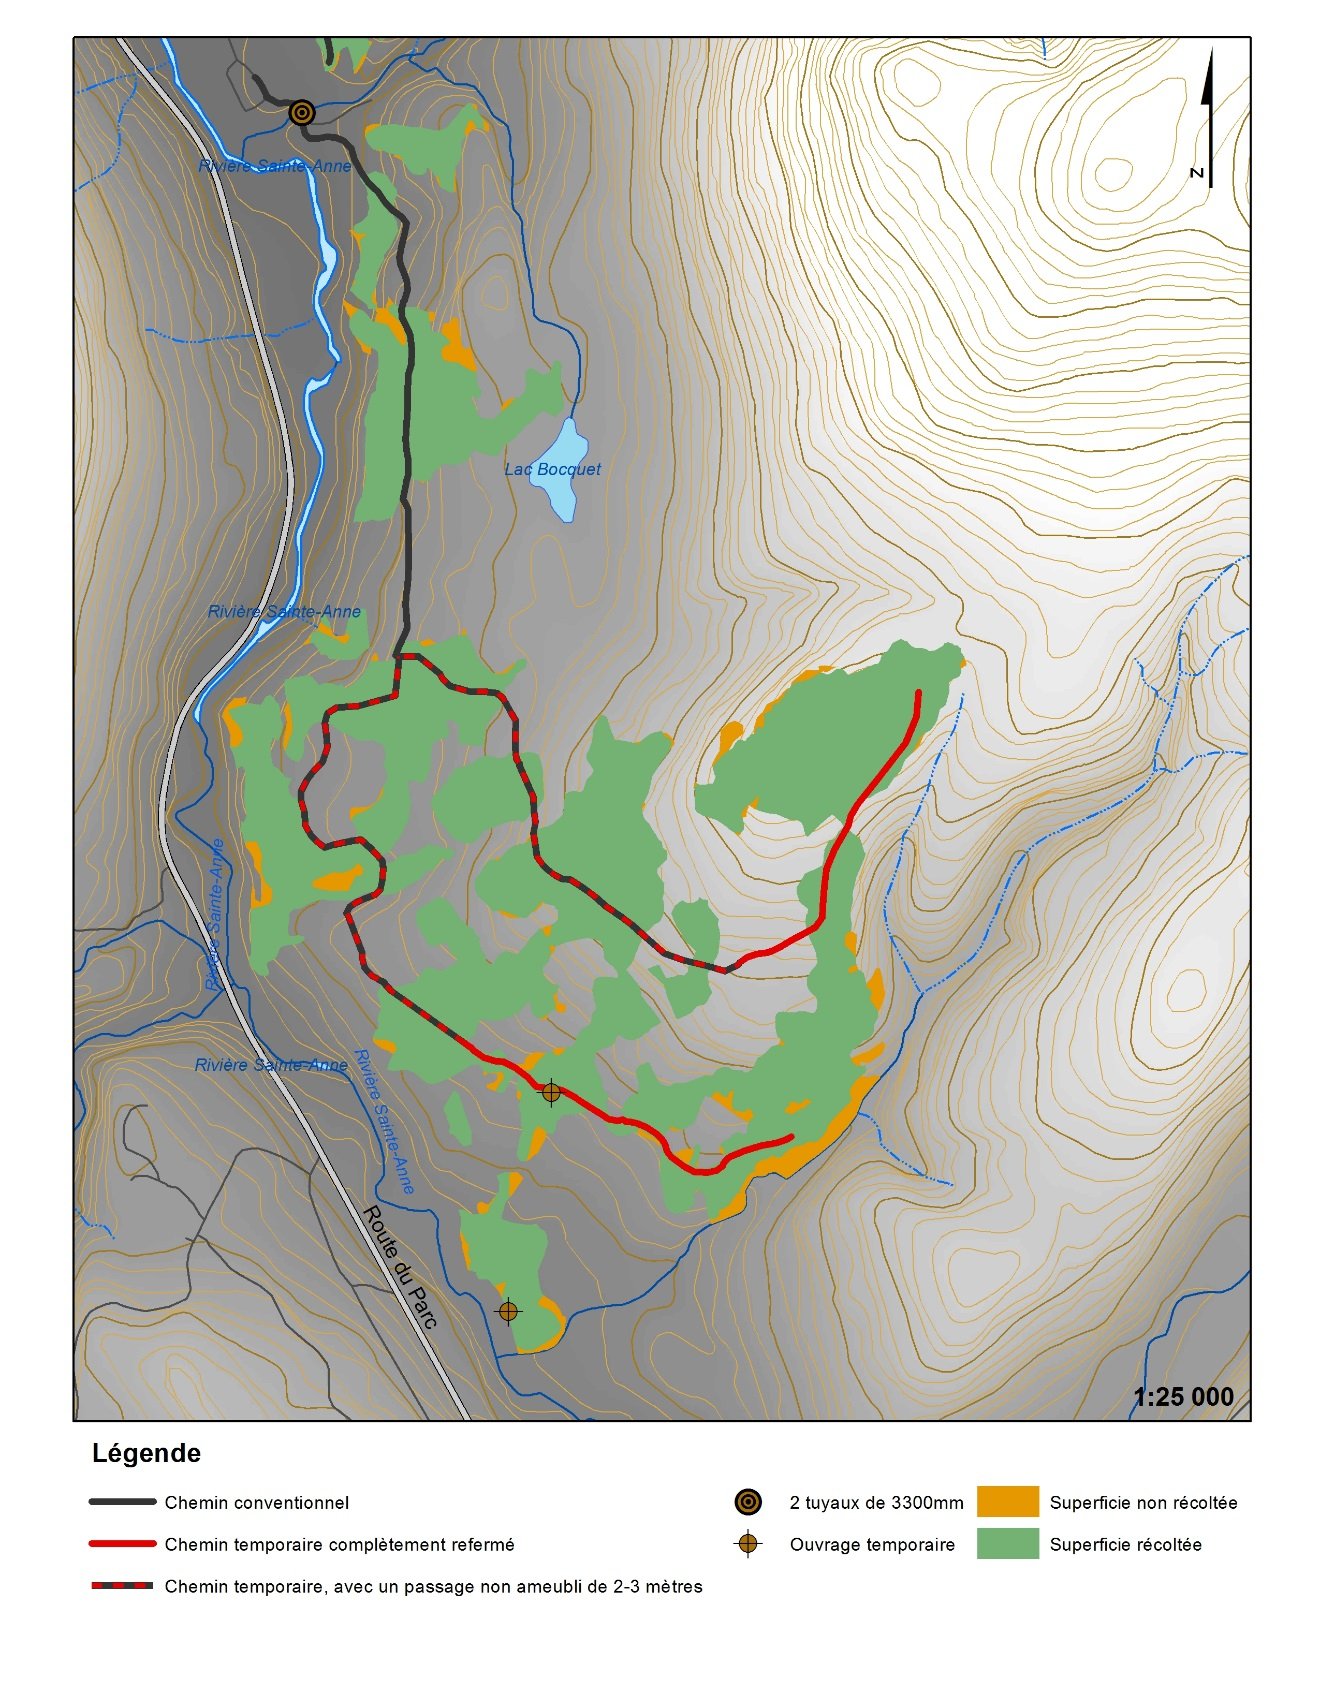 Z
Rivière Sainte-Anne
Lac Bocquet
Rivière Sainte-Anne
Rivière Sainte-Anne
Rivière Sainte-Anne
Rivière Sainte-Anne
Route du Parc
1:25 000
Légende
Chemin conventionnel
Chemin temporaire complètement refermé
Chemin temporaire, avec un passage non ameubli de 2-3 mètres
2 tuyaux de 3300mm
Ouvrage temporaire
Superficie non récoltée
Superficie récoltée